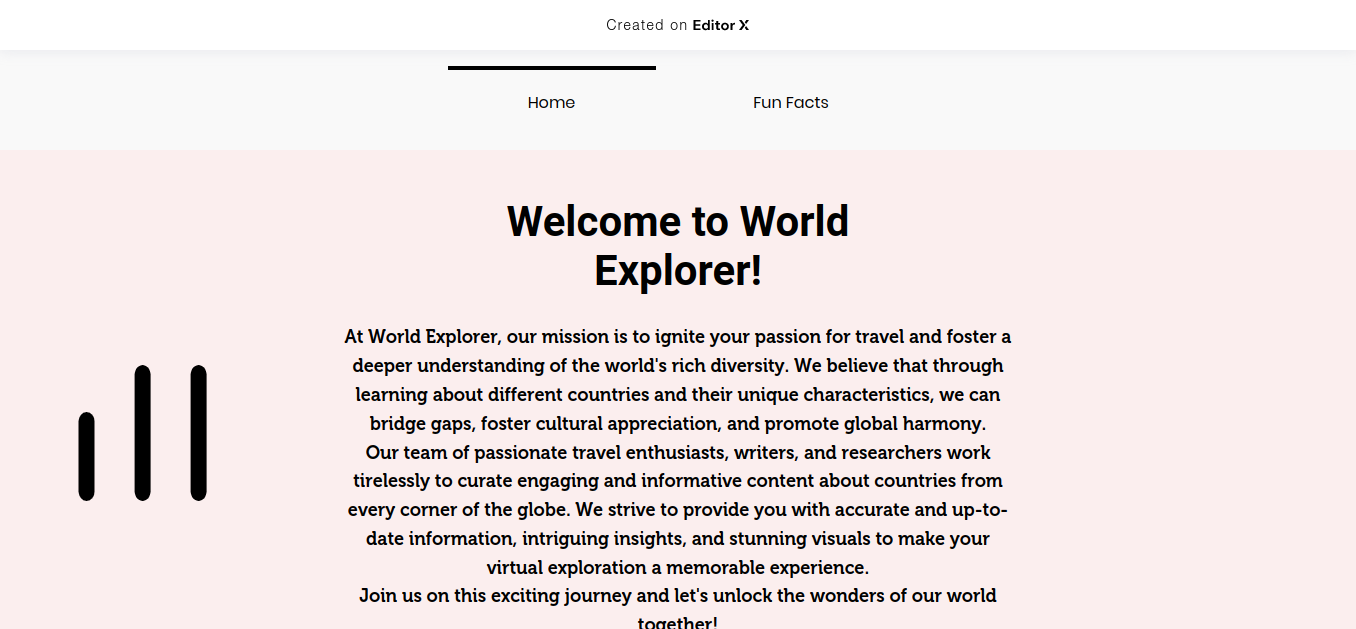 Created on Editor X
Home
Fun Facts
Welcome to World
Explorer!
At World Explorer, our mission is to ignite your passion for travel and foster a
deeper understanding of the world's rich diversity. We believe that through
learning about different countries and their unique characteristics, we can
bridge gaps, foster cultural appreciation, and promote global harmony.
Our team of passionate travel enthusiasts, writers, and researchers work
tirelessly to curate engaging and informative content about countries from
every corner of the globe. We strive to provide you with accurate and up-to-
date information, intriguing insights, and stunning visuals to make your
virtual exploration a memorable experience.
Join us on this exciting journey and let's unlock the wonders of our world
together!